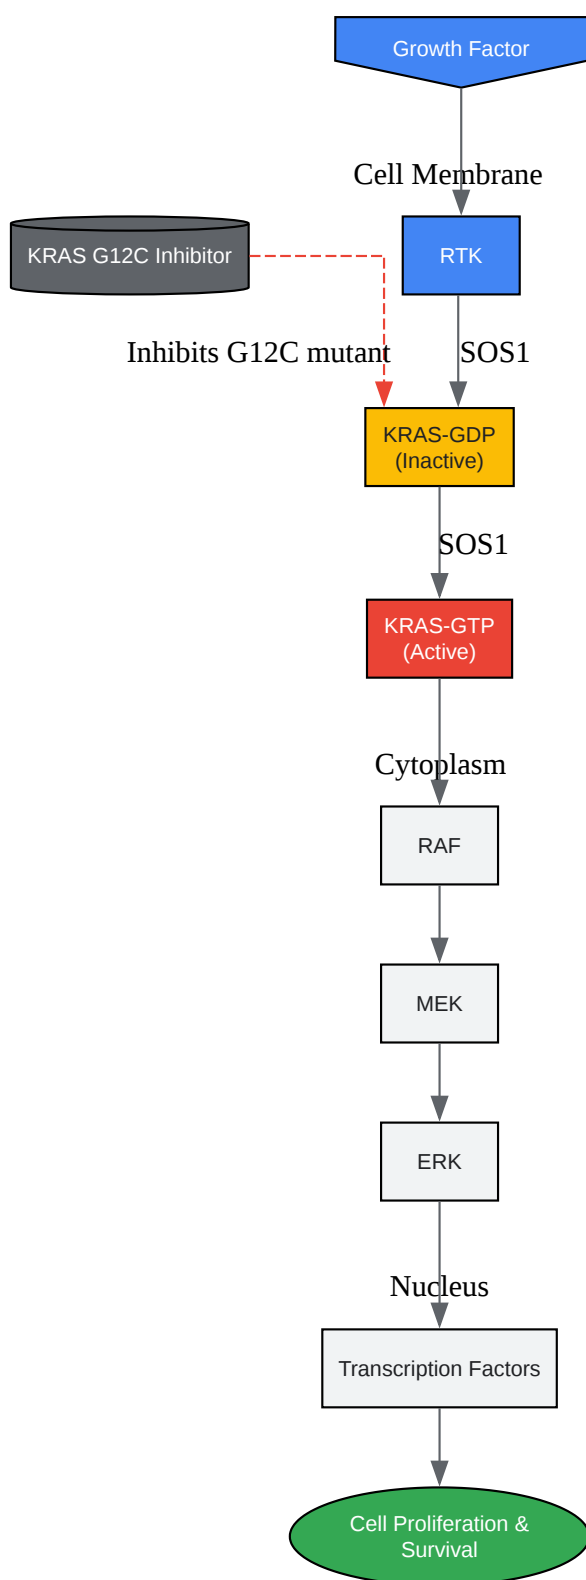 Growth Factor
Cell Membrane
KRAS G12C Inhibitor
RTK
Inhibits G12C mutant
SOS1
KRAS-GDP
(Inactive)
SOS1
KRAS-GTP
(Active)
Cytoplasm
RAF
MEK
ERK
Nucleus
Transcription Factors
Cell Proliferation &
Survival